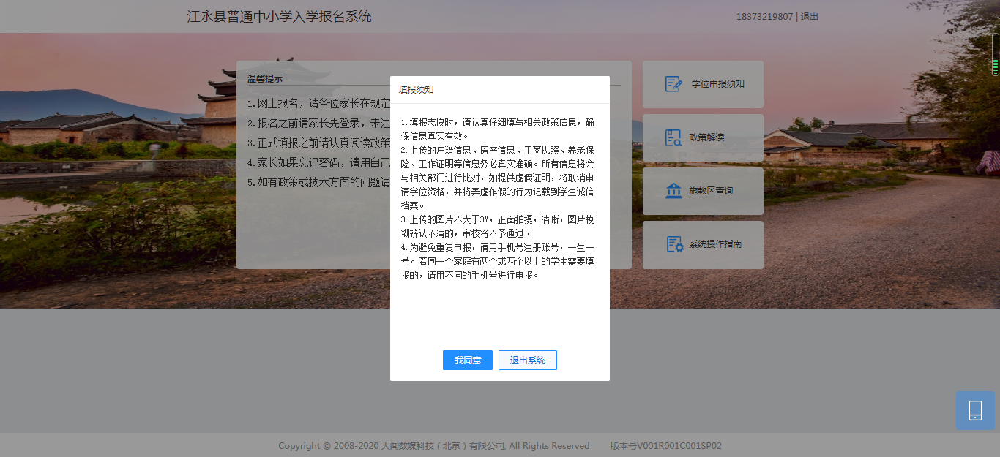 江永县普通中小学入学报名系统
18373219807 | 退出
温馨提示
1. 网上报名，请各位家长在规定
2. 报名之前请家长先登录，未注
3. 正式填报之前请认真阅读政策
4. 家长如果忘记密码，请用自己
5. 如有政策或技术方面的问题请
填报须知
1. 填报志愿时，请认真仔细填写相关政策信息，确
保信息真实有效。
2. 上传的户籍信息、房产信息、工商执照、养老保
险、工作证明等信息务必真实准确。所有信息将会
与相关部门进行比对，如提供虚假证明，将取消申
请学位资格，并将弄虚作假的行为记载到学生诚信
档案。
3. 上传的图片不大于3M，正面拍摄，清晰，图片模
糊辨认不清的，审核将不予通过。
4. 为避免重复申报，请用手机号注册账号，一生一
号。若同一个家庭有两个或两个以上的学生需要填
报的，请用不同的手机号进行申报。
我同意
退出系统
学位申报须知
政策解读
施教区查询
系统操作指南
Copyright © 2008-2020 天闻数媒科技（北京）有限公司, All Rights Reserved 版本号V001R001C001SP02